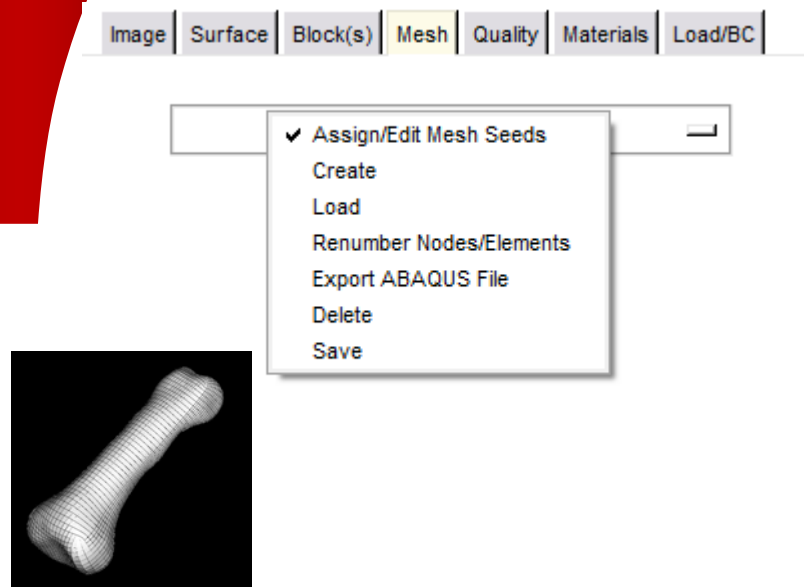 Image Surface Block(s) Mesh Quality Materials Load/BC
Assign/Edit Mesh Seeds
Create
Load
Renumber Nodes/Elements
Export ABAQUS File
Delete
Save